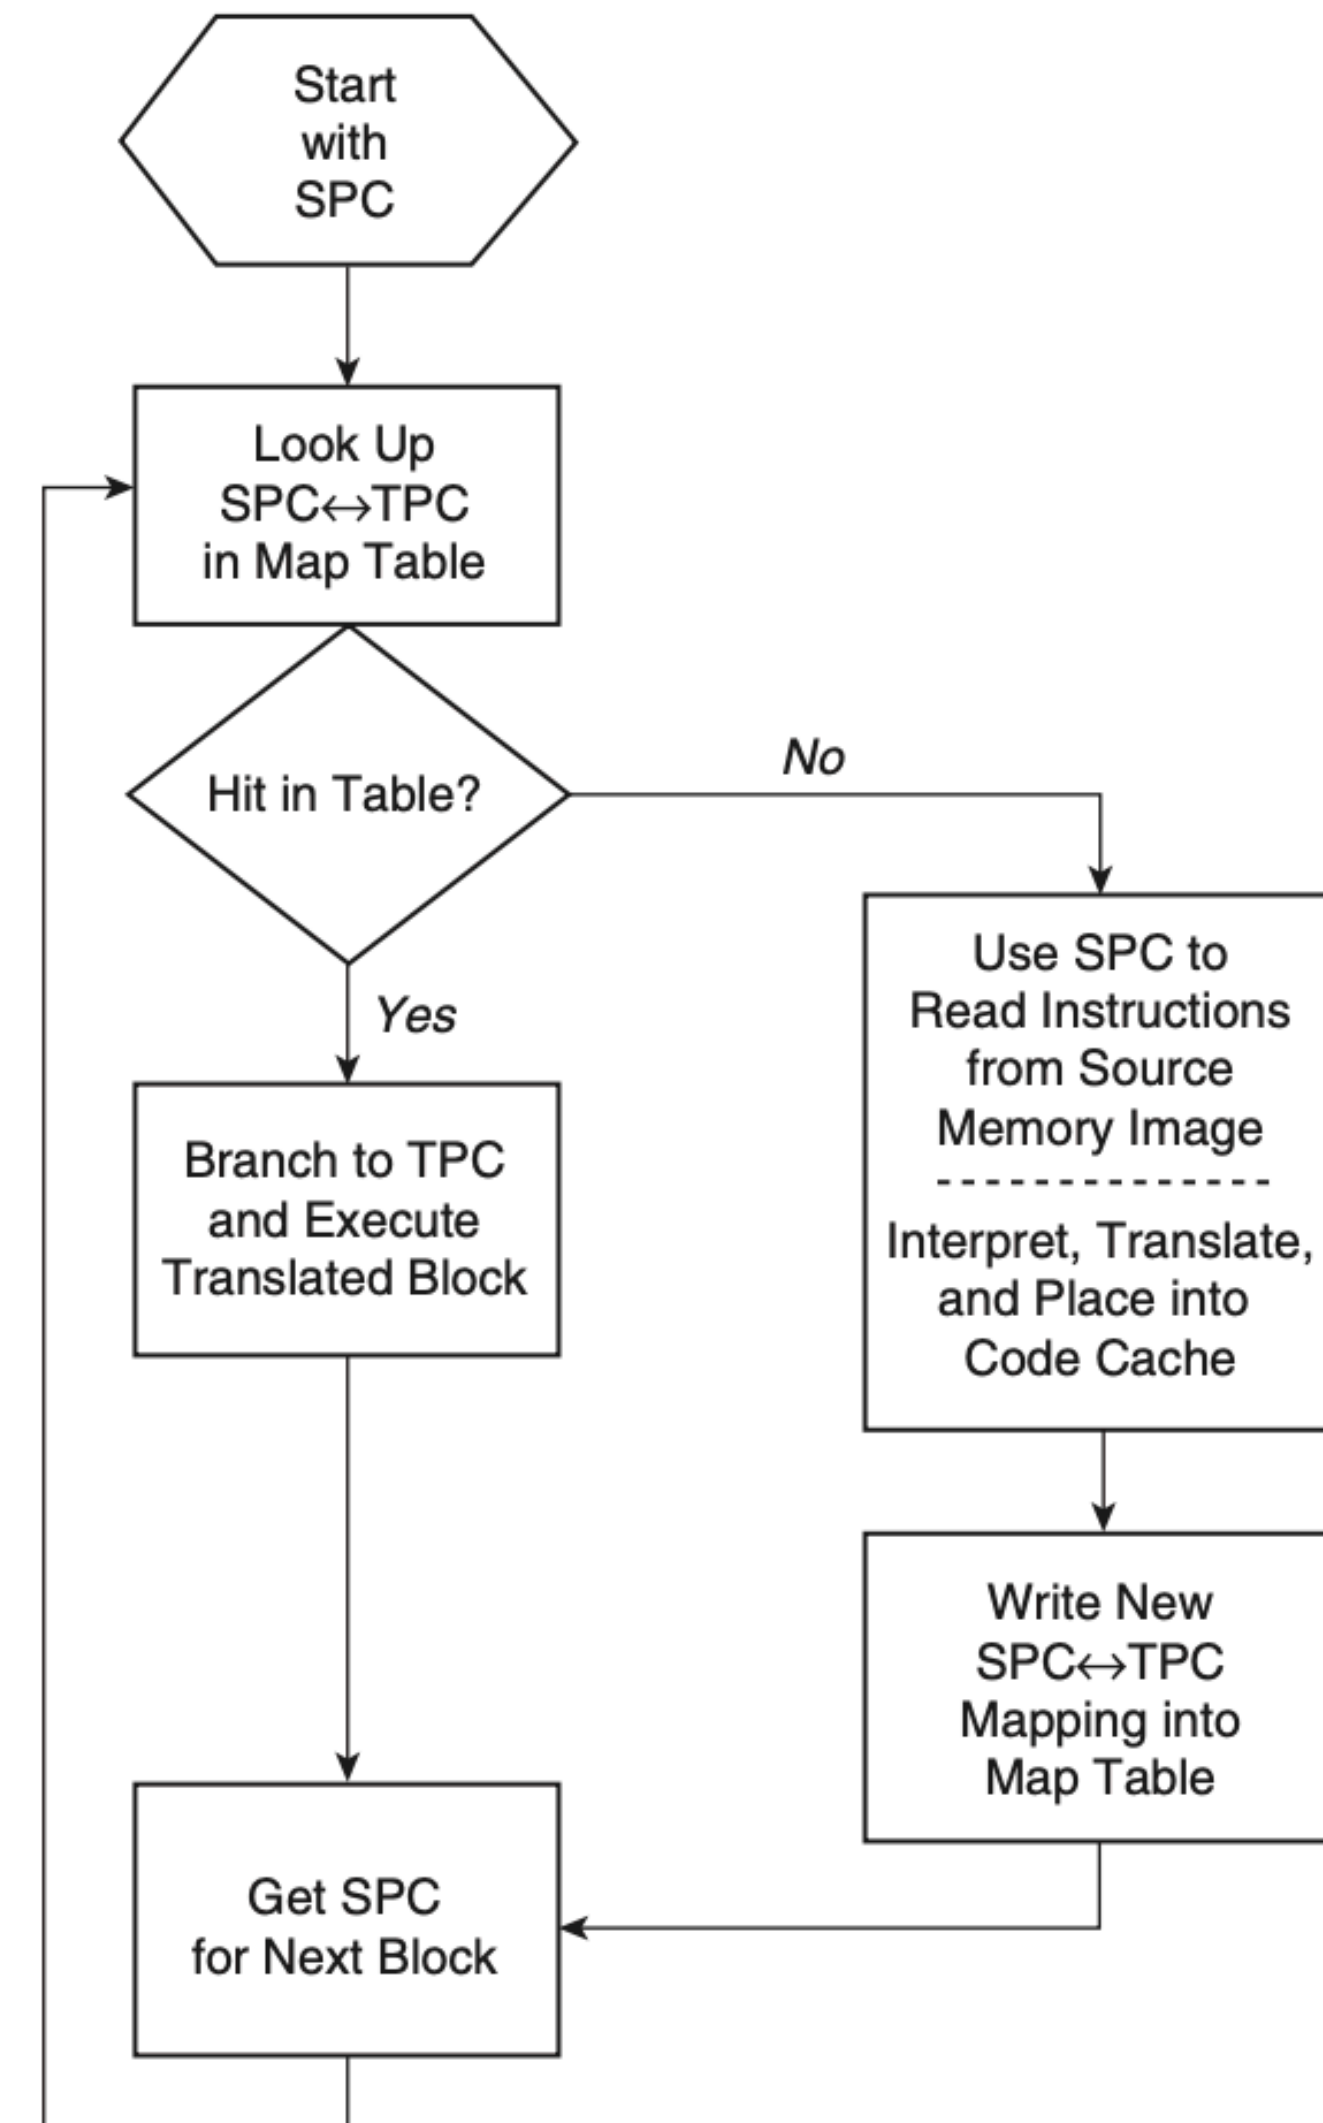 Start
with
SPC
Look Up
SPC↔TPC
in Map Table
Hit in Table?
No
Yes
Use SPC to
Read Instructions
from Source
Memory Image
--------------
Interpret, Translate,
and Place into
Code Cache
Branch to TPC
and Execute
Translated Block
Write New
SPC↔TPC
Mapping into
Map Table
Get SPC
for Next Block